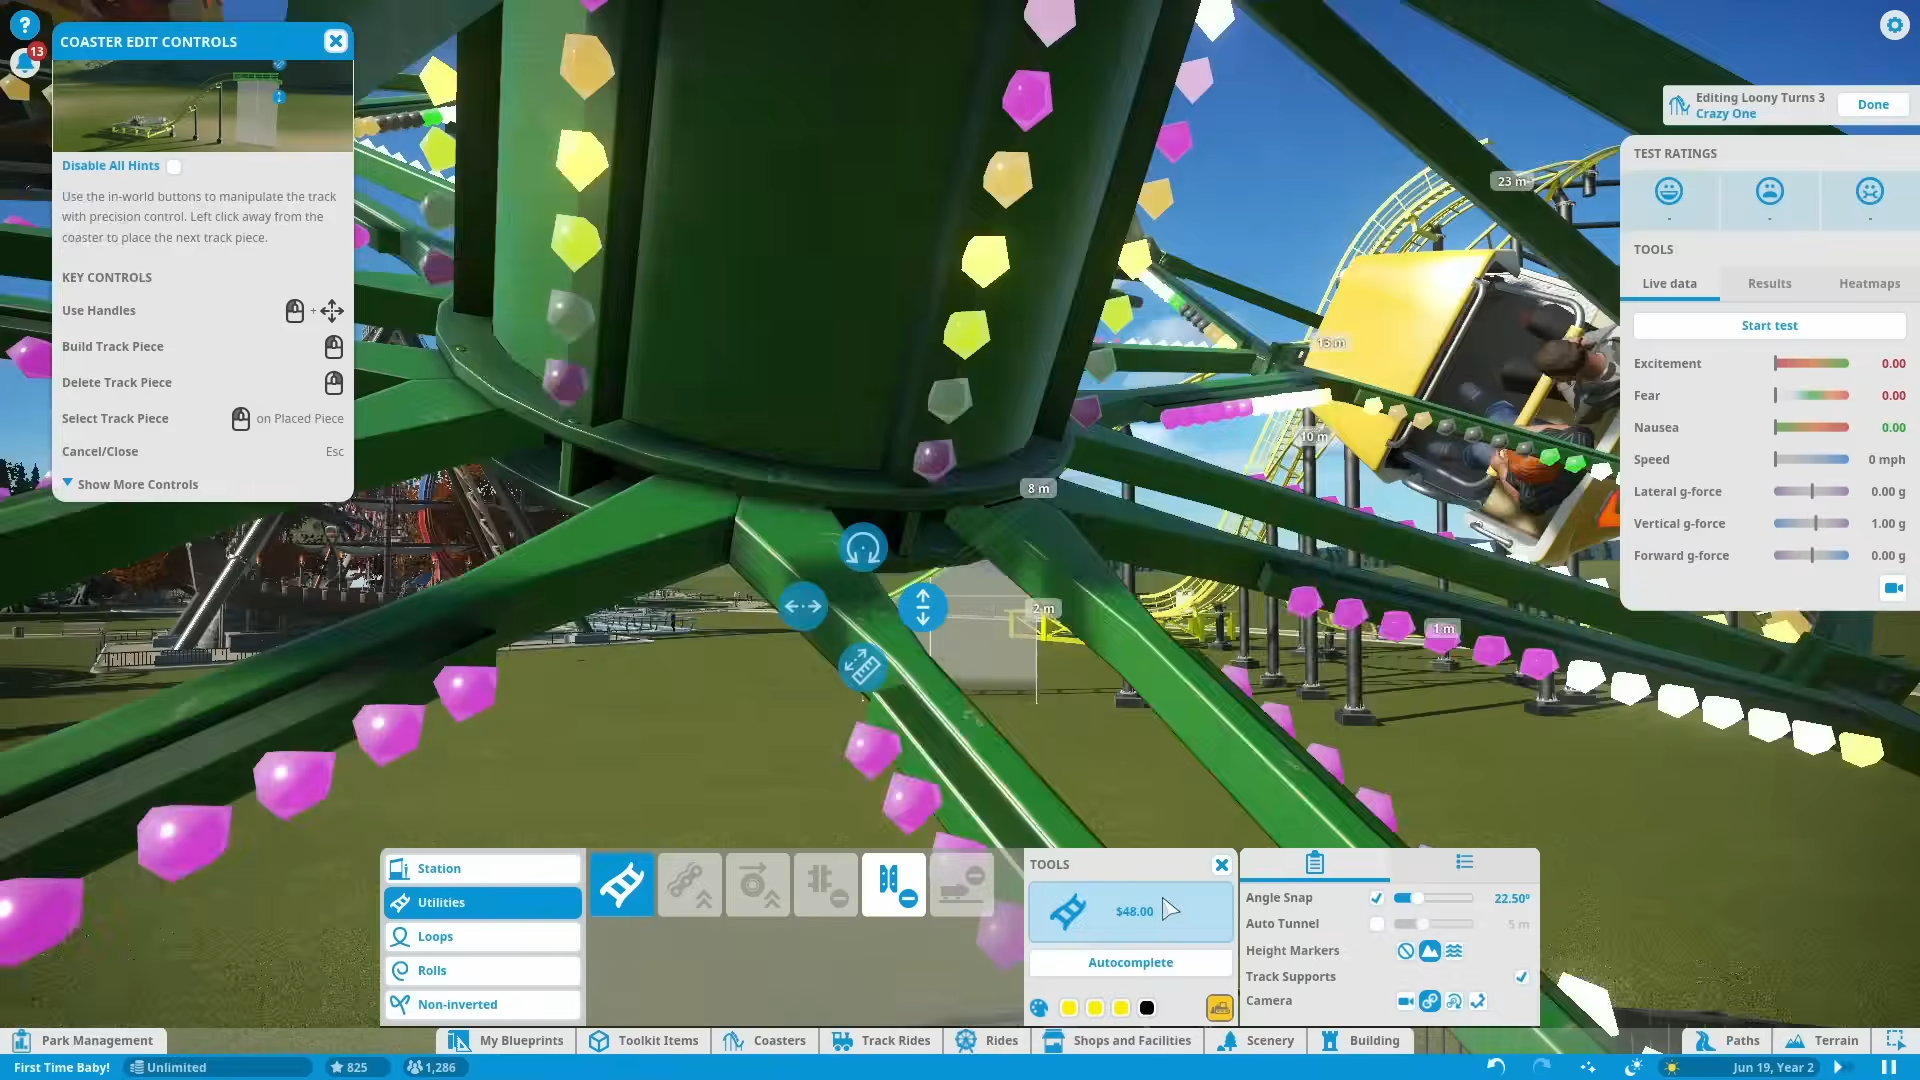 ?
13
COASTER EDIT CONTROLS
Disable All Hints
Use the in-world buttons to manipulate the track
with precision control. Left click away from the
coaster to place the next track piece.
KEY CONTROLS
Use Handles +
Build Track Piece
Delete Track Piece
Select Track Piece on Placed Piece
Cancel/Close Esc
Show More Controls
23 m
13 m
10 m
8 m
2 m
1 m
Editing Loony Turns 3
Crazy One
Done
TEST RATINGS
- - -
TOOLS
Live data Results Heatmaps
Start test
Excitement 0.00
Fear 0.00
Nausea 0.00
Speed 0 mph
Lateral g-force 0.00 g
Vertical g-force 1.00 g
Forward g-force 0.00 g
Station
Utilities
Loops
Rolls
Non-inverted
TOOLS
$48.00
Autocomplete
Angle Snap 22.50°
Auto Tunnel 5 m
Height Markers
Track Supports
Camera
Park Management My Blueprints Toolkit Items Coasters Track Rides Rides Shops and Facilities Scenery Building Paths Terrain
First Time Baby! Unlimited 825 1,286 Jun 19, Year 2